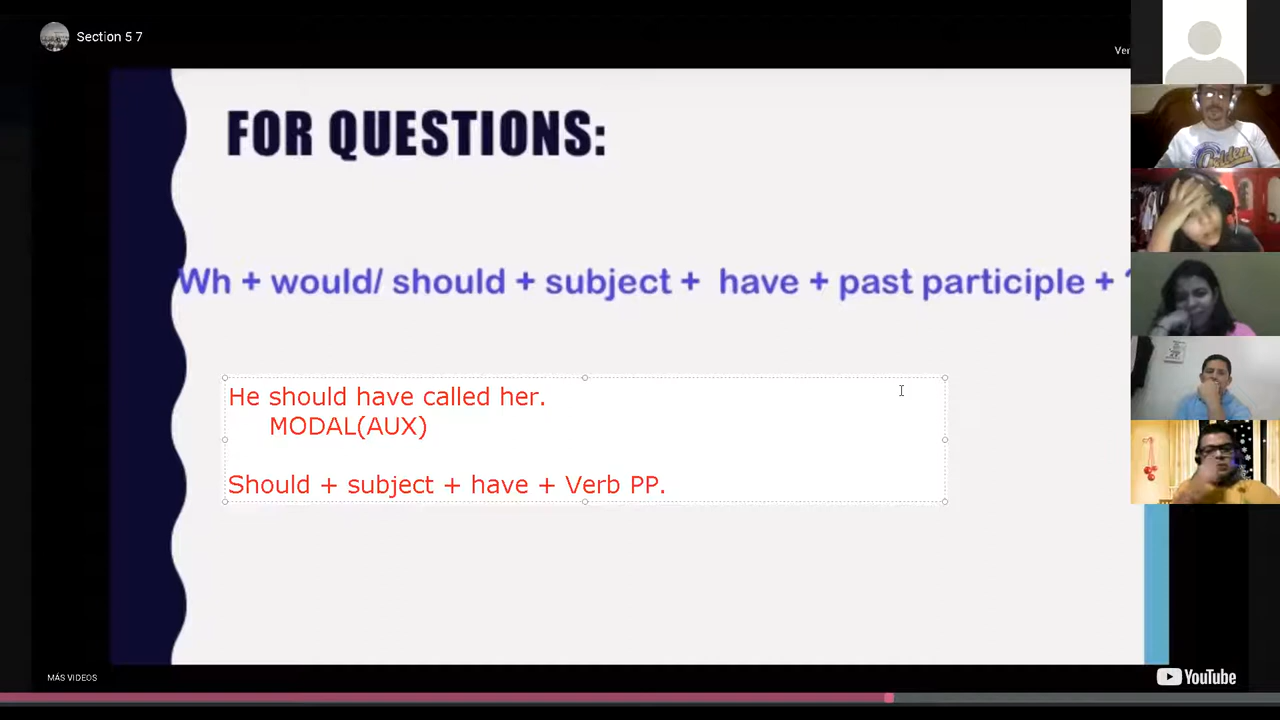 Section 5 7
Ver
FOR QUESTIONS:
Wh + would/ should + subject + have + past participle + ?
He should have called her.
MODAL(AUX)
Should + subject + have + Verb PP.
MÁS VIDEOS
YouTube